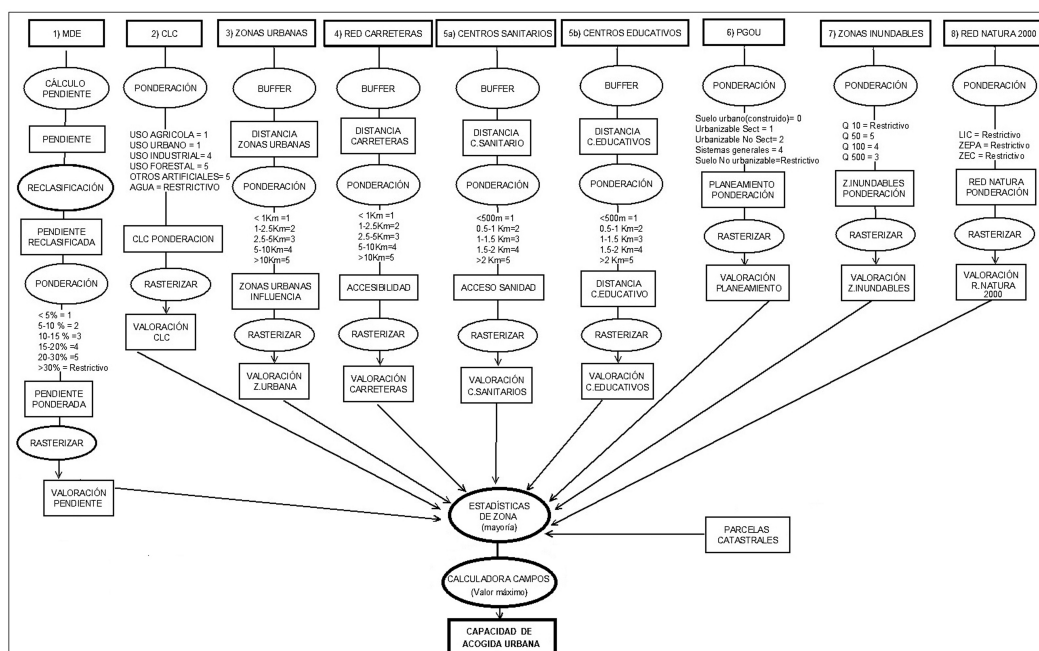 1) MDE
CÁLCULO
PENDIENTE
PENDIENTE
RECLASIFICACIÓN
PENDIENTE
RECLASIFICADA
PONDERACIÓN
< 5% = 1
5-10 % = 2
10-15 % =3
15-20% =4
20-30% =5
>30% = Restrictivo
PENDIENTE
PONDERADA
RASTERIZAR
VALORACIÓN
PENDIENTE
2) CLC
PONDERACIÓN
USO AGRICOLA = 1
USO URBANO = 1
USO INDUSTRIAL= 4
USO FORESTAL = 5
OTROS ARTIFICIALES= 5
AGUA = RESTRICTIVO
CLC PONDERACION
RASTERIZAR
VALORACIÓN
CLC
3) ZONAS URBANAS
BUFFER
DISTANCIA
ZONAS URBANAS
PONDERACIÓN
< 1Km =1
1-2.5Km=2
2.5-5Km=3
5-10Km=4
>10Km=5
ZONAS URBANAS
INFLUENCIA
RASTERIZAR
VALORACIÓN
Z.URBANA
4) RED CARRETERAS
BUFFER
DISTANCIA
CARRETERAS
PONDERACIÓN
< 1Km =1
1-2.5Km=2
2.5-5Km=3
5-10Km=4
>10Km=5
ACCESIBILIDAD
RASTERIZAR
VALORACIÓN
CARRETERAS
5a) CENTROS SANITARIOS
BUFFER
DISTANCIA
C.SANITARIO
PONDERACIÓN
<500m =1
0.5-1 Km=2
1-1.5 Km=3
1.5-2 Km=4
>2 Km=5
ACCESO SANIDAD
RASTERIZAR
VALORACIÓN
C.SANITARIOS
5b) CENTROS EDUCATIVOS
BUFFER
DISTANCIA
C.EDUCATIVOS
PONDERACIÓN
<500m =1
0.5-1 Km=2
1-1.5 Km=3
1.5-2 Km=4
>2 Km=5
DISTANCIA
C.EDUCATIVO
RASTERIZAR
VALORACIÓN
C.EDUCATIVOS
6) PGOU
PONDERACIÓN
Suelo urbano(construido)= 0
Urbanizable Sect = 1
Urbanizable No Sect= 2
Sistemas generales = 4
Suelo No urbanizable=Restrictivo
PLANEAMIENTO
PONDERACIÓN
RASTERIZAR
VALORACIÓN
PLANEAMIENTO
7) ZONAS INUNDABLES
PONDERACIÓN
Q 10 = Restrictivo
Q 50 = 5
Q 100 = 4
Q 500 = 3
Z.INUNDABLES
PONDERACIÓN
RASTERIZAR
VALORACIÓN
Z.INUNDABLES
8) RED NATURA 2000
PONDERACIÓN
LIC = Restrictivo
ZEPA = Restrictivo
ZEC = Restrictivo
RED NATURA
PONDERACIÓN
RASTERIZAR
VALORACIÓN
R.NATURA
2000
ESTADÍSTICAS
DE ZONA
(mayoría)
PARCELAS
CATASTRALES
CALCULADORA CAMPOS
(Valor máximo)
CAPACIDAD DE
ACOGIDA URBANA